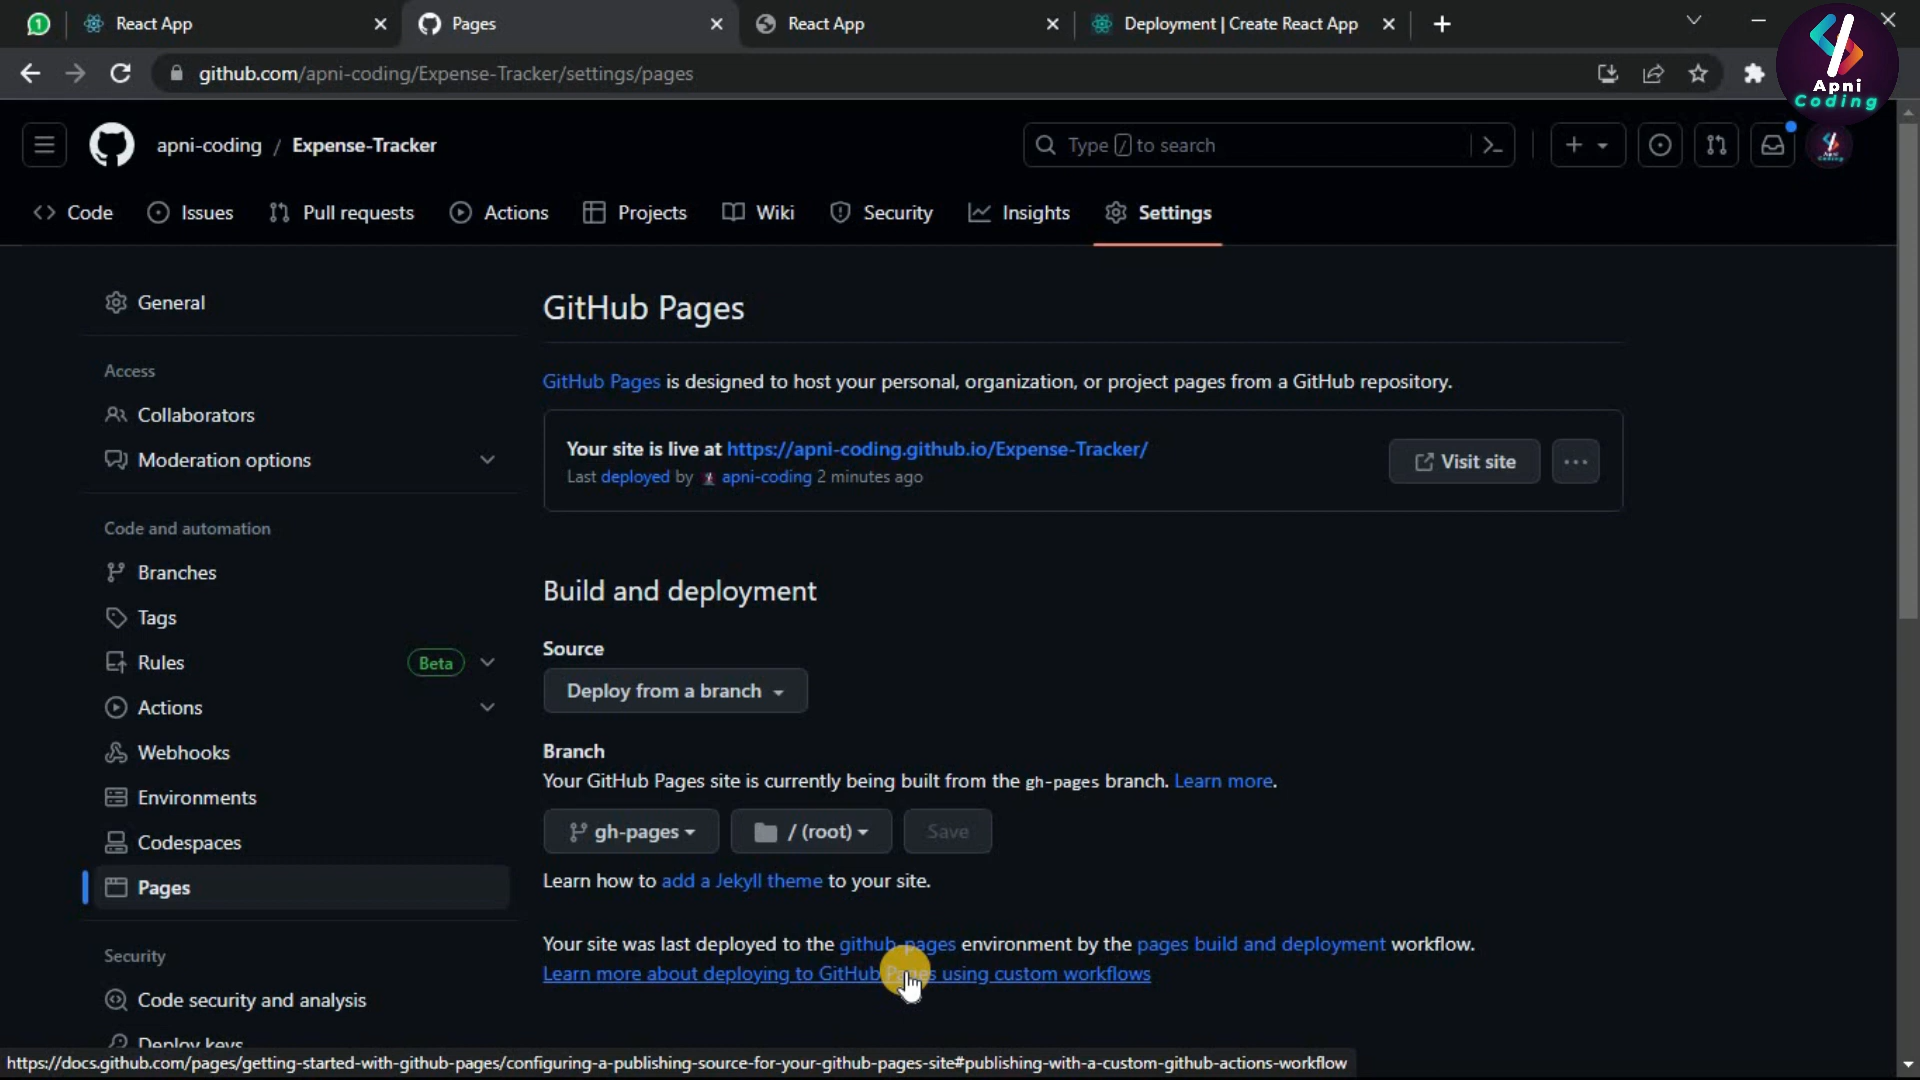 1
React App
Pages
React App
Deployment | Create React App
github.com/apni-coding/Expense-Tracker/settings/pages
Apni
Coding
apni-coding / Expense-Tracker
Type / to search
Code
Issues
Pull requests
Actions
Projects
Wiki
Security
Insights
Settings
General
Access
Collaborators
Moderation options
Code and automation
Branches
Tags
Rules
Beta
Actions
Webhooks
Environments
Codespaces
Pages
Security
Code security and analysis
Deploy keys
GitHub Pages
GitHub Pages is designed to host your personal, organization, or project pages from a GitHub repository.
Your site is live at https://apni-coding.github.io/Expense-Tracker/
Last deployed by apni-coding 2 minutes ago
Visit site
Build and deployment
Source
Deploy from a branch
Branch
Your GitHub Pages site is currently being built from the gh-pages branch. Learn more.
gh-pages
/ (root)
Save
Learn how to add a Jekyll theme to your site.
Your site was last deployed to the github-pages environment by the pages build and deployment workflow.
Learn more about deploying to GitHub Pages using custom workflows
https://docs.github.com/pages/getting-started-with-github-pages/configuring-a-publishing-source-for-your-github-pages-site#publishing-with-a-custom-github-actions-workflow